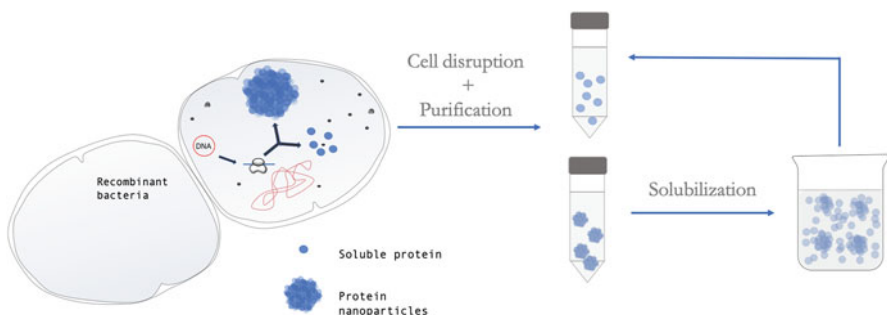 Cell disruption
+
Purification
DNA
Recombinant
bacteria
Solubilization
Soluble protein
Protein
nanoparticles